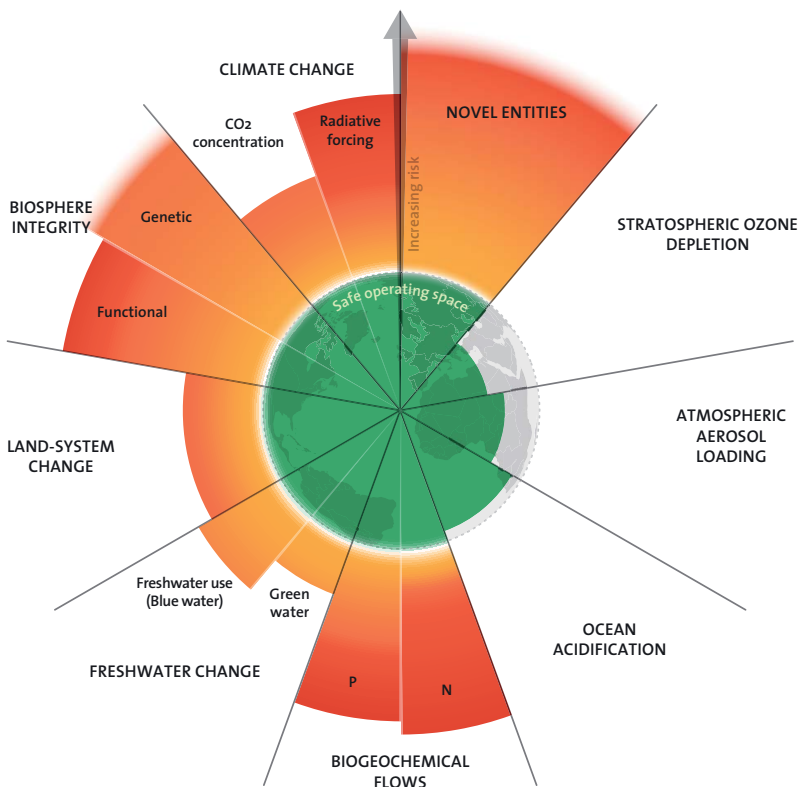 CLIMATE CHANGE
CO2
concentration
Radiative
forcing
NOVEL ENTITIES
Increasing risk
BIOSPHERE
INTEGRITY
Genetic
Functional
STRATOSPHERIC OZONE
DEPLETION
Safe operating space
LAND-SYSTEM
CHANGE
ATMOSPHERIC
AEROSOL
LOADING
Freshwater use
(Blue water)
Green
water
FRESHWATER CHANGE
OCEAN
ACIDIFICATION
P
N
BIOGEOCHEMICAL
FLOWS